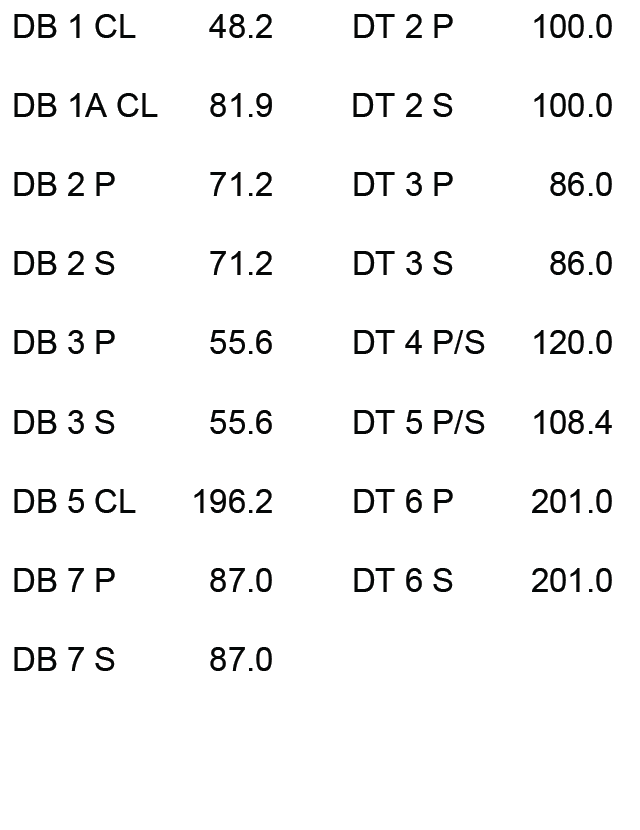 DB 1 CL 48.2 DT 2 P 100.0
DB 1A CL 81.9 DT 2 S 100.0
DB 2 P 71.2 DT 3 P 86.0
DB 2 S 71.2 DT 3 S 86.0
DB 3 P 55.6 DT 4 P/S 120.0
DB 3 S 55.6 DT 5 P/S 108.4
DB 5 CL 196.2 DT 6 P 201.0
DB 7 P 87.0 DT 6 S 201.0
DB 7 S 87.0